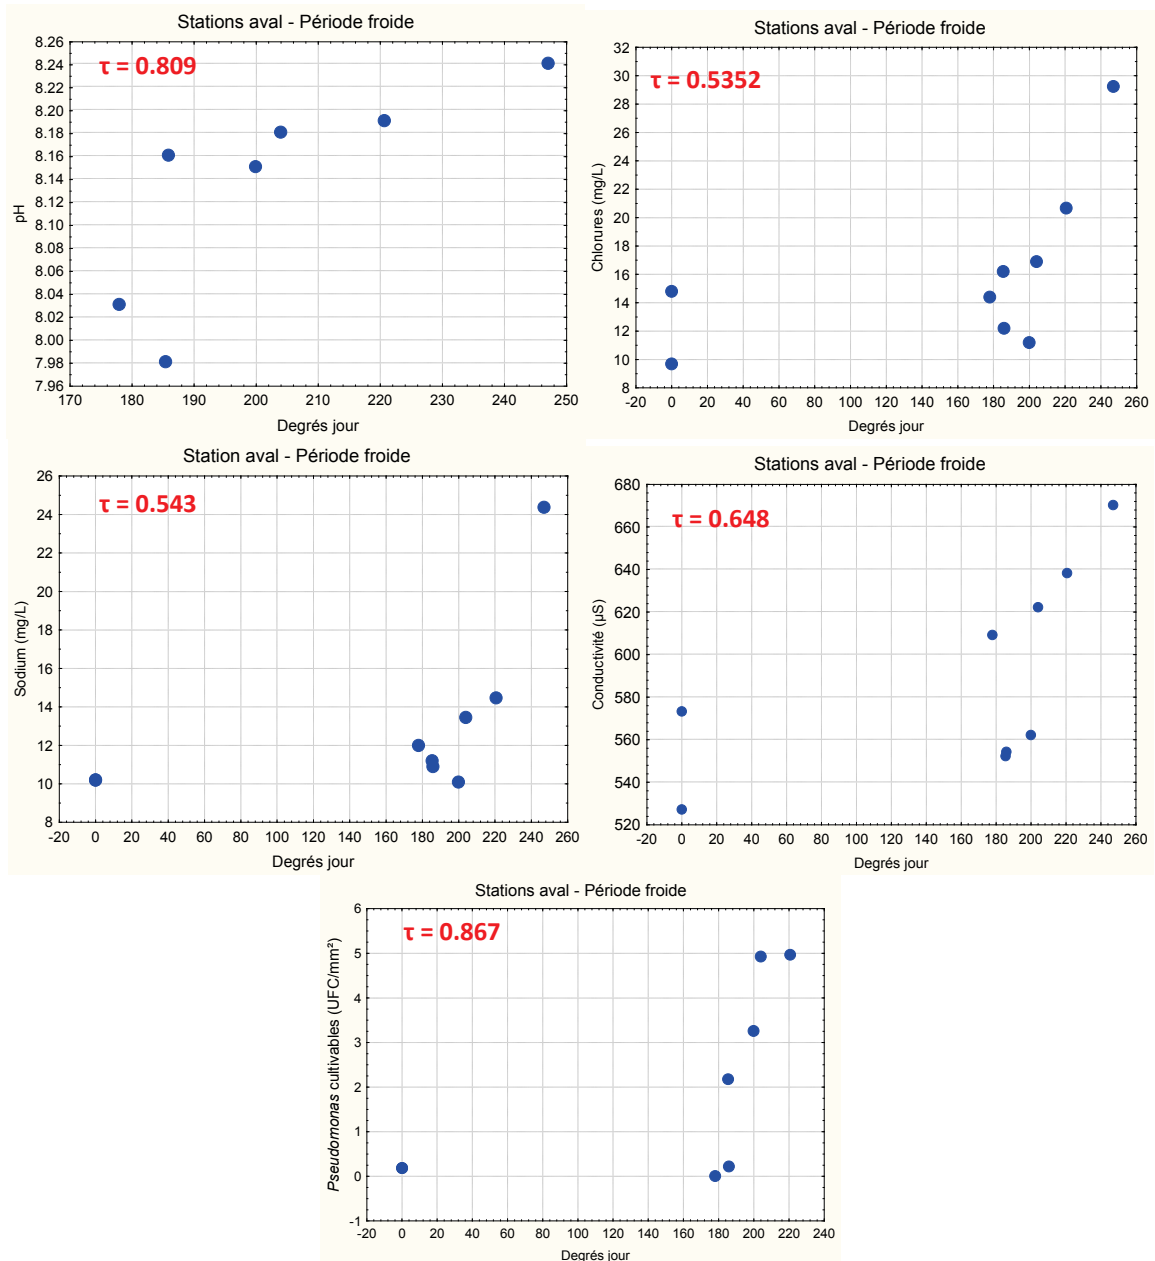 Stations aval - Période froide
τ = 0.809
8.26
8.24
8.22
8.20
8.18
8.16
8.14
8.12
8.10
8.08
8.06
8.04
8.02
8.00
7.98
7.96
pH
170 180 190 200 210 220 230 240 250
Degrés jour
Stations aval - Période froide
τ = 0.5352
32
30
28
26
24
22
20
18
16
14
12
10
8
Chlorures (mg/L)
-20 0 20 40 60 80 100 120 140 160 180 200 220 240 260
Degrés jour
Station aval - Période froide
τ = 0.543
26
24
22
20
18
16
14
12
10
8
Sodium (mg/L)
-20 0 20 40 60 80 100 120 140 160 180 200 220 240 260
Degrés jour
Stations aval - Période froide
τ = 0.648
680
660
640
620
600
580
560
540
520
Conductivité (µS)
-20 0 20 40 60 80 100 120 140 160 180 200 220 240 260
Degrés jour
Stations aval - Période froide
τ = 0.867
6
5
4
3
2
1
0
-1
Pseudomonas cultivables (UFC/mm²)
-20 0 20 40 60 80 100 120 140 160 180 200 220 240
Degrés jour